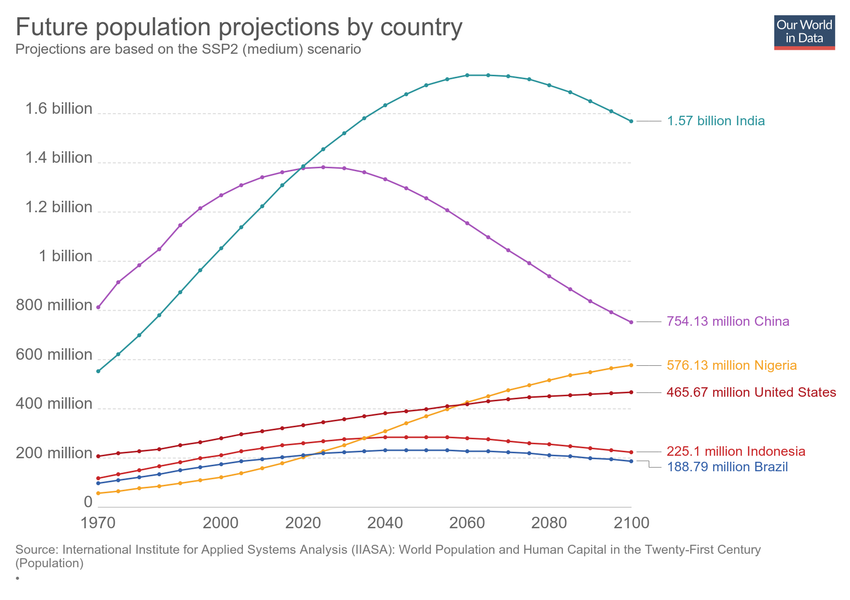 Future population projections by country
Projections are based on the SSP2 (medium) scenario
Our World
in Data
1.6 billion
1.4 billion
1.2 billion
1 billion
800 million
600 million
400 million
200 million
0
1970
2000
2020
2040
2060
2080
2100
1.57 billion India
754.13 million China
576.13 million Nigeria
465.67 million United States
225.1 million Indonesia
188.79 million Brazil
Source: International Institute for Applied Systems Analysis (IIASA): World Population and Human Capital in the Twenty-First Century
(Population)
•